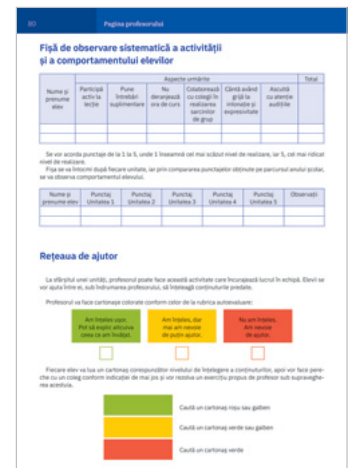 80 Pagina profesorului
Fișă de observare sistematică a activității
și a comportamentului elevilor
Nume și prenume elev
Aspecte urmărite
Total
Participă activ la lecție
Pune întrebări suplimentare
Nu deranjează ora de curs
Colaborează cu colegii în realizarea sarcinilor de grup
Cântă având grijă la intonație și expresivitate
Ascultă cu atenție audițiile
Se vor acorda punctaje de la 1 la 5, unde 1 înseamnă cel mai scăzut nivel de realizare, iar 5, cel mai ridicat
nivel de realizare.
Fișa se va întocmi după fiecare unitate, iar prin compararea punctajelor obținute pe parcursul anului școlar,
se va observa comportamentul elevului.
Nume și prenume elev
Punctaj Unitatea 1
Punctaj Unitatea 2
Punctaj Unitatea 3
Punctaj Unitatea 4
Punctaj Unitatea 5
Observații
Rețeaua de ajutor
La sfârșitul unei unități, profesorul poate face această activitate care încurajează lucrul în echipă. Elevii se
vor ajuta între ei, sub îndrumarea profesorului, să înțeleagă conținuturile predate.
Profesorul va face cartonașe colorate conform celor de la rubrica autoevaluare:
Am înțeles ușor.
Pot să explic altcuiva
ceea ce am învățat.
Am înțeles, dar
mai am nevoie
de puțin ajutor.
Nu am înțeles.
Am nevoie
de ajutor.
Fiecare elev va lua un cartonaș corespunzător nivelului de înțelegere a conținuturilor, apoi vor face pere-
che cu un coleg conform indicației de mai jos și vor rezolva un exercițiu propus de profesor sub supraveghe-
rea acestuia.
Caută un cartonaș roșu sau galben
Caută un cartonaș verde sau galben
Caută un cartonaș verde